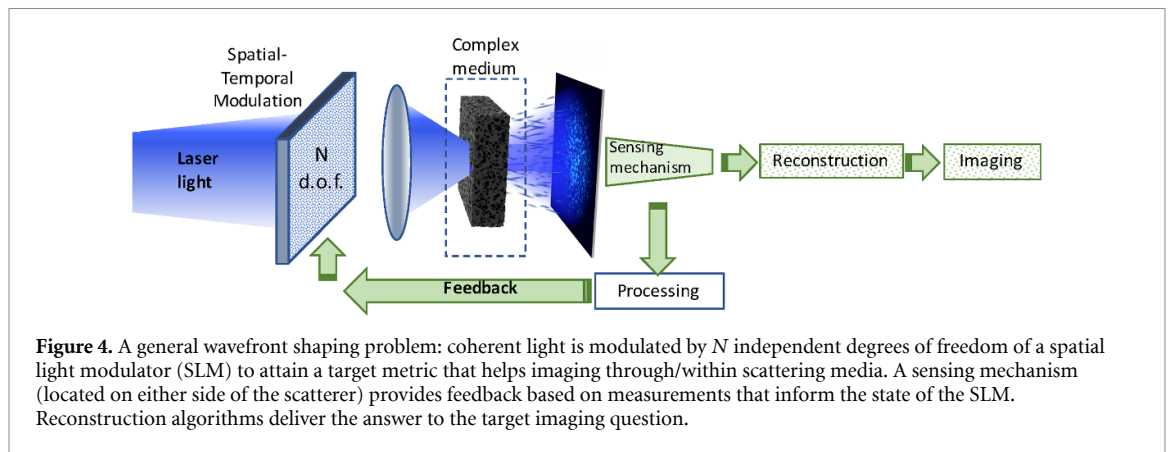 Spatial-
Temporal
Modulation
Complex
medium
Laser
light
N
d.o.f.
Sensing
mechanism
Reconstruction
Imaging
Feedback
Processing
Figure 4. A general wavefront shaping problem: coherent light is modulated by N independent degrees of freedom of a spatial
light modulator (SLM) to attain a target metric that helps imaging through/within scattering media. A sensing mechanism
(located on either side of the scatterer) provides feedback based on measurements that inform the state of the SLM.
Reconstruction algorithms deliver the answer to the target imaging question.